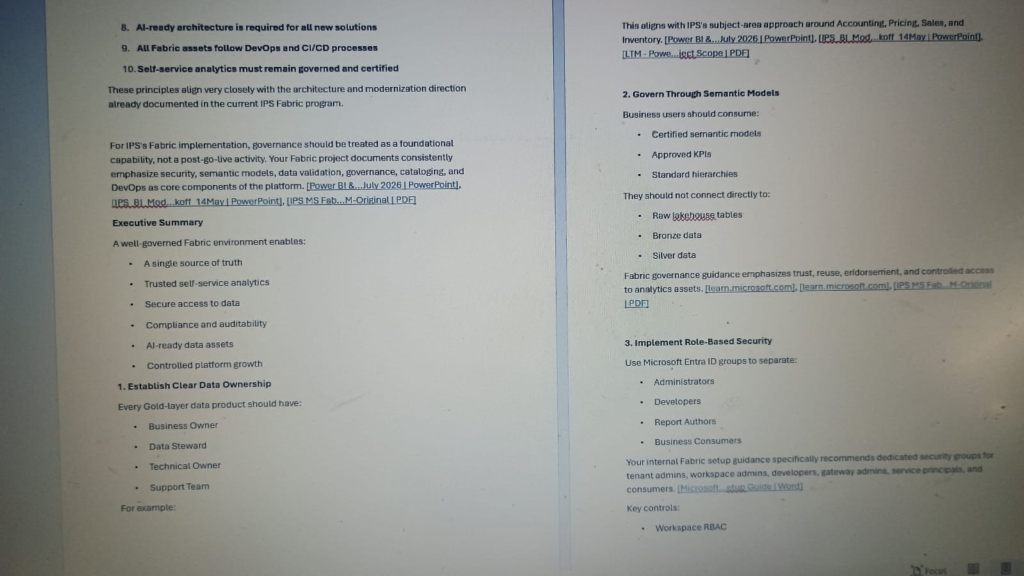 8. AI-ready architecture is required for all new solutions
9. All Fabric assets follow DevOps and CI/CD processes
10. Self-service analytics must remain governed and certified
These principles align very closely with the architecture and modernization direction
already documented in the current IPS Fabric program.
For IPS's Fabric implementation, governance should be treated as a foundational
capability, not a post-go-live activity. Your Fabric project documents consistently
emphasize security, semantic models, data validation, governance, cataloging, and
DevOps as core components of the platform. [Power BI &...July 2026 | PowerPoint],
[IPS_BI_Mod...koff_14May | PowerPoint], [IPS MS Fab...M-Original | PDF]
Executive Summary
A well-governed Fabric environment enables:
• A single source of truth
• Trusted self-service analytics
• Secure access to data
• Compliance and auditability
• AI-ready data assets
• Controlled platform growth
1. Establish Clear Data Ownership
Every Gold-layer data product should have:
• Business Owner
• Data Steward
• Technical Owner
• Support Team
For example:
This aligns with IPS's subject-area approach around Accounting, Pricing, Sales, and
Inventory. [Power BI &...July 2026 | PowerPoint], [IPS_BI_Mod...koff_14May | PowerPoint],
[LTM - Powe...ject Scope | PDF]
2. Govern Through Semantic Models
Business users should consume:
• Certified semantic models
• Approved KPIs
• Standard hierarchies
They should not connect directly to:
• Raw lakehouse tables
• Bronze data
• Silver data
Fabric governance guidance emphasizes trust, reuse, endorsement, and controlled access
to analytics assets. [learn.microsoft.com], [learn.microsoft.com], [IPS MS Fab...M-Original
| PDF]
3. Implement Role-Based Security
Use Microsoft Entra ID groups to separate:
• Administrators
• Developers
• Report Authors
• Business Consumers
Your internal Fabric setup guidance specifically recommends dedicated security groups for
tenant admins, workspace admins, developers, gateway admins, service principals, and
consumers. [Microsoft...etup Guide | Word]
Key controls:
• Workspace RBAC
Focus